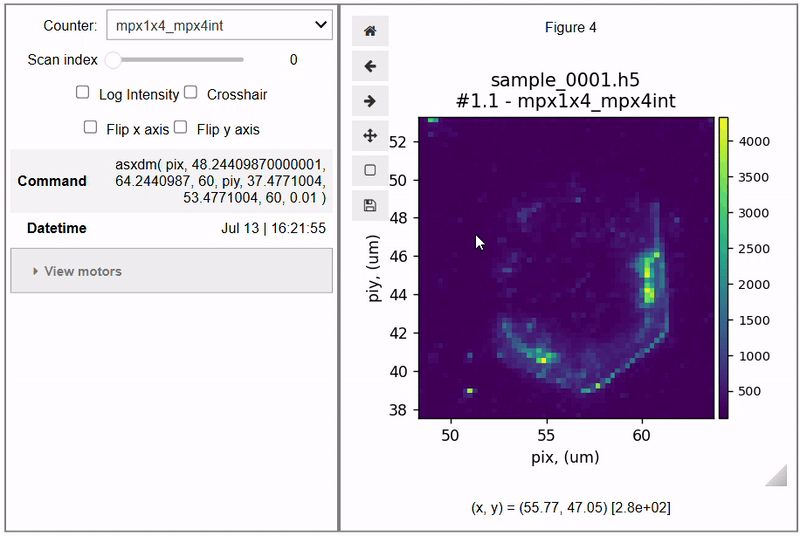 Counter: mpx1x4_mpx4int
Scan index 0
Log Intensity Crosshair
Flip x axis Flip y axis
Command asxdm( pix, 48.24409870000001,
64.2440987, 60, piy, 37.4771004,
53.4771004, 60, 0.01 )
Datetime Jul 13 | 16:21:55
View motors
Figure 4
sample_0001.h5
#1.1 - mpx1x4_mpx4int
52
50
48
46
44
42
40
38
piy, (um)
50 55 60
pix, (um)
4000
3500
3000
2500
2000
1500
1000
500
(x, y) = (55.77, 47.05) [2.8e+02]